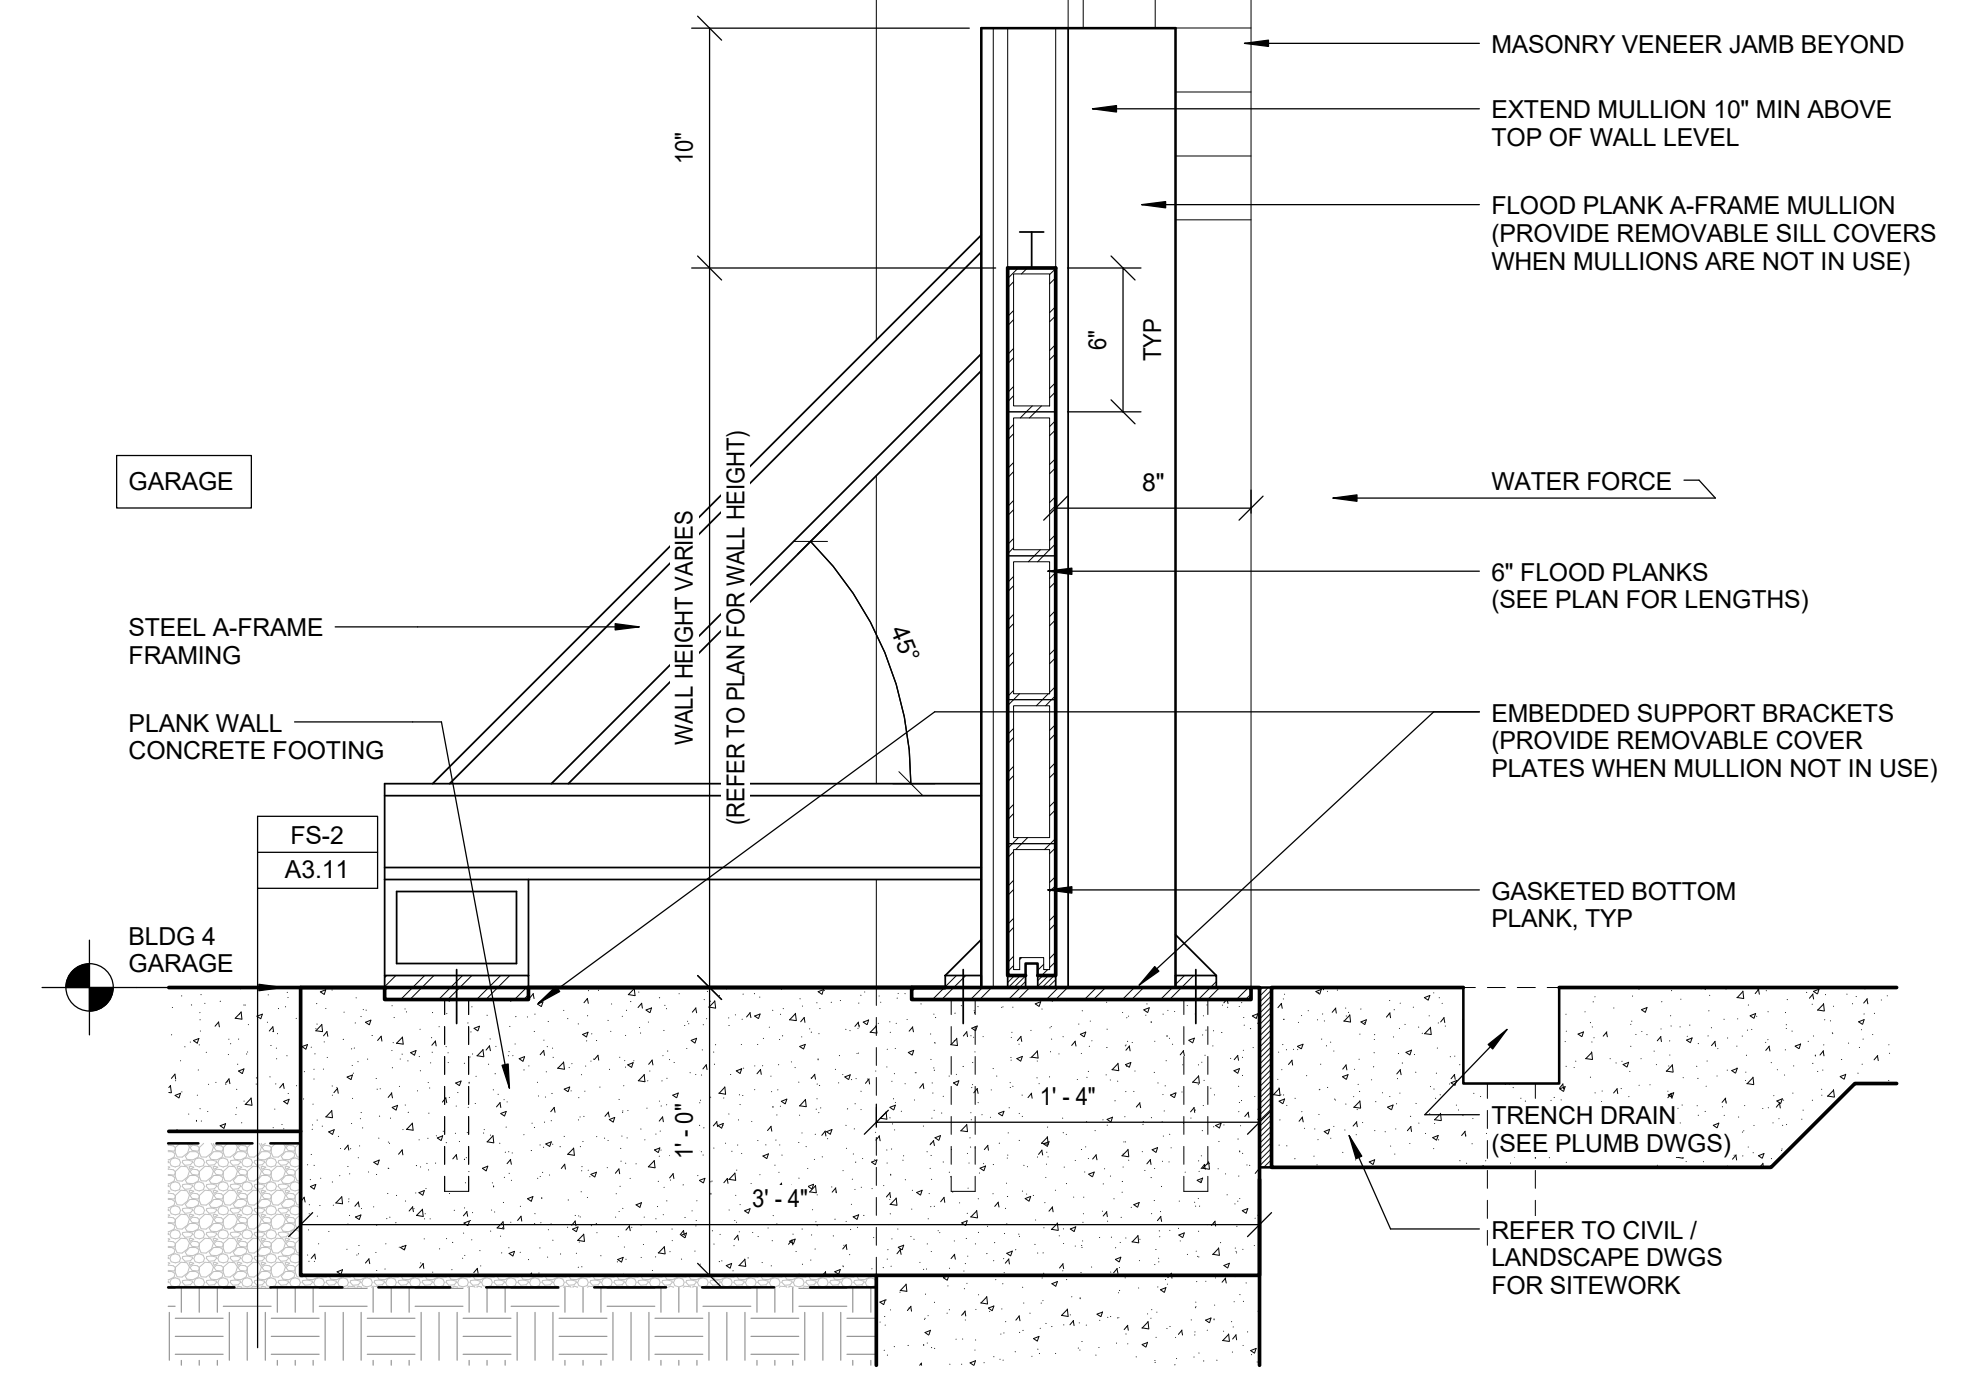 MASONRY VENEER JAMB BEYOND
EXTEND MULLION 10" MIN ABOVE
TOP OF WALL LEVEL
10"
FLOOD PLANK A-FRAME MULLION
(PROVIDE REMOVABLE SILL COVERS
WHEN MULLIONS ARE NOT IN USE)
6"
TYP
GARAGE
8"
WATER FORCE
WALL HEIGHT VARIES
(REFER TO PLAN FOR WALL HEIGHT)
6" FLOOD PLANKS
(SEE PLAN FOR LENGTHS)
STEEL A-FRAME
FRAMING
45°
PLANK WALL
CONCRETE FOOTING
EMBEDDED SUPPORT BRACKETS
(PROVIDE REMOVABLE COVER
PLATES WHEN MULLION NOT IN USE)
FS-2
A3.11
GASKETED BOTTOM
PLANK, TYP
BLDG 4
GARAGE
1' - 4"
1' - 0"
TRENCH DRAIN
(SEE PLUMB DWGS)
3' - 4"
REFER TO CIVIL /
LANDSCAPE DWGS
FOR SITEWORK